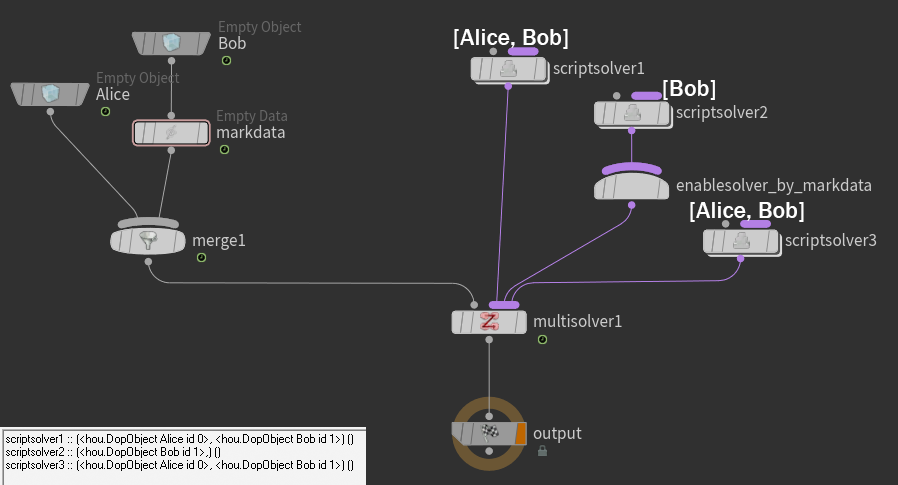 Empty Object
Bob
Empty Object
Alice
Empty Data
markdata
merge1
[Alice, Bob]
scriptsolver1
[Bob]
scriptsolver2
enablesolver_by_markdata
[Alice, Bob]
scriptsolver3
multisolver1
output
scriptsolver1 :: (<hou.DopObject Alice id 0>, <hou.DopObject Bob id 1>) ()
scriptsolver2 :: (<hou.DopObject Bob id 1>,) ()
scriptsolver3 :: (<hou.DopObject Alice id 0>, <hou.DopObject Bob id 1>) ()